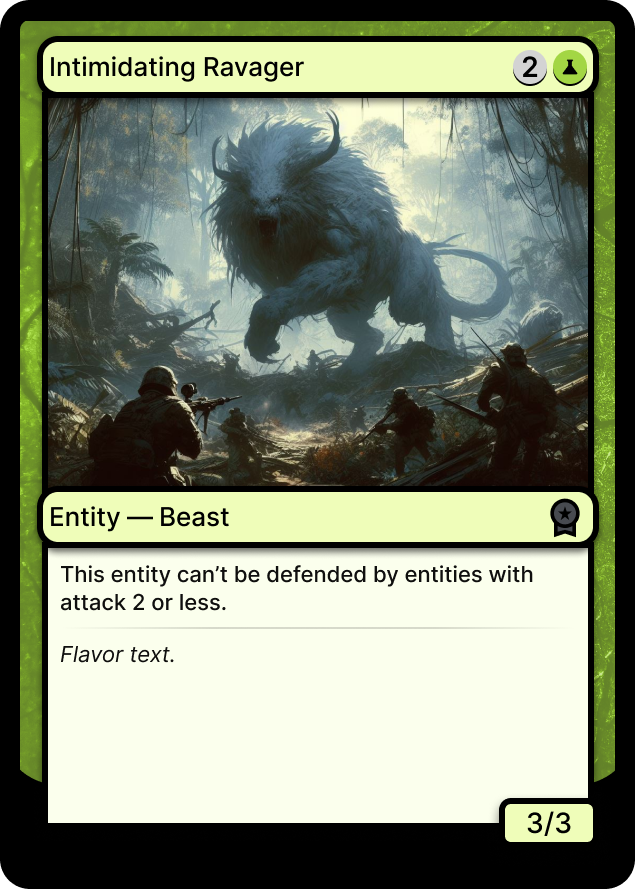 Intimidating Ravager 2
Entity — Beast
This entity can’t be defended by entities with
attack 2 or less.
Flavor text.
3/3